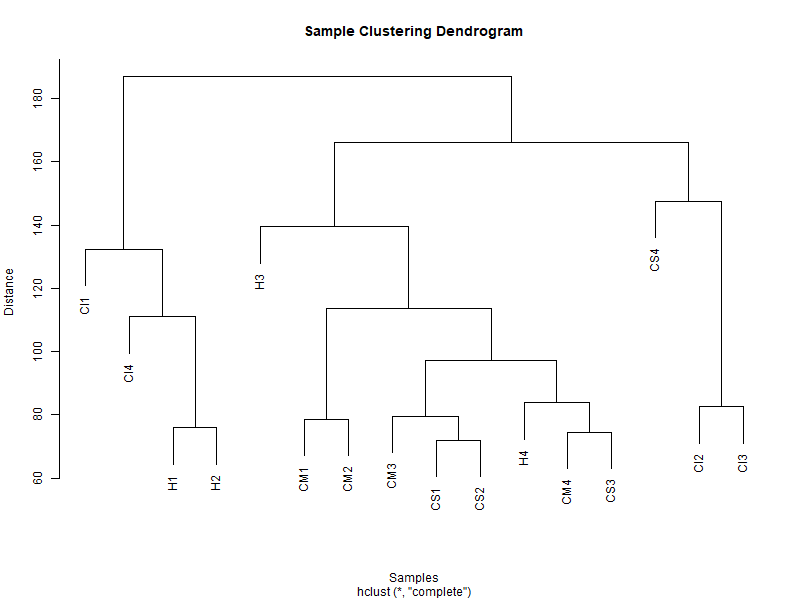 Sample Clustering Dendrogram
Distance
180
160
140
120
100
80
60
CI1
CI4
H1
H2
H3
CM1
CM2
CM3
CS1
CS2
H4
CM4
CS3
CS4
CI2
CI3
Samples
hclust (*, "complete")